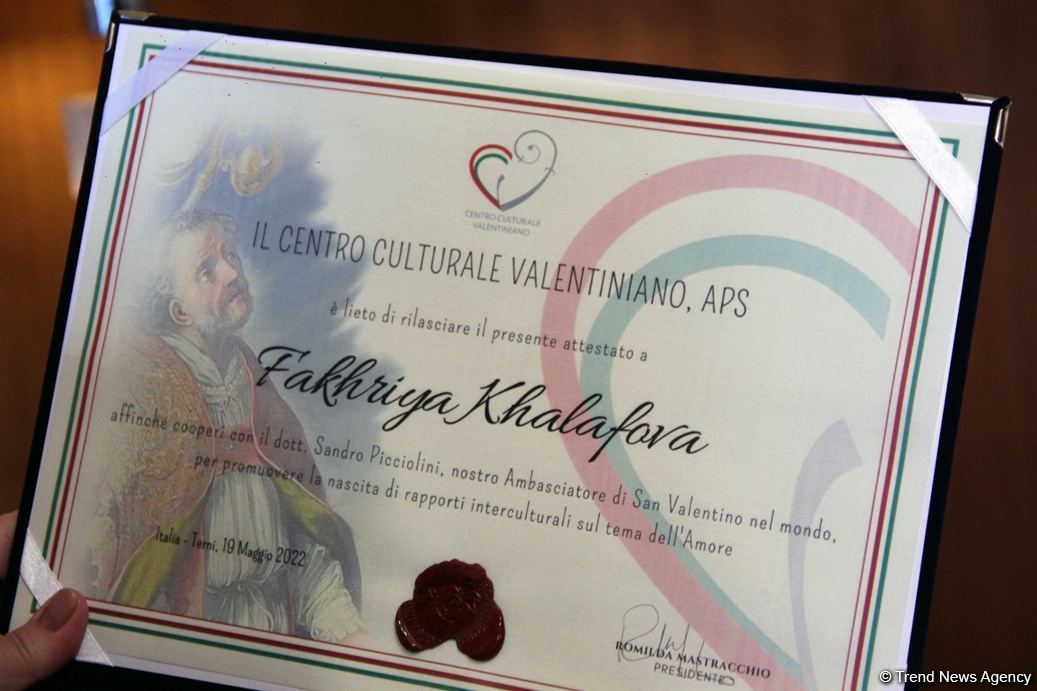 CENTRO CULTURALE
VALENTINIANO
IL CENTRO CULTURALE VALENTINIANO, APS
è lieto di rilasciare il presente attestato a
Fakhriya Khalafova
affinchè cooperi con il dott. Sandro Picciolini, nostro Ambasciatore di San Valentino nel mondo,
per promuovere la nascita di rapporti interculturali sul tema dell'Amore
Italia - Terni, 19 Maggio 2022
ROMILDA MASTRACCHIO
PRESIDENTE
© Trend News Agency